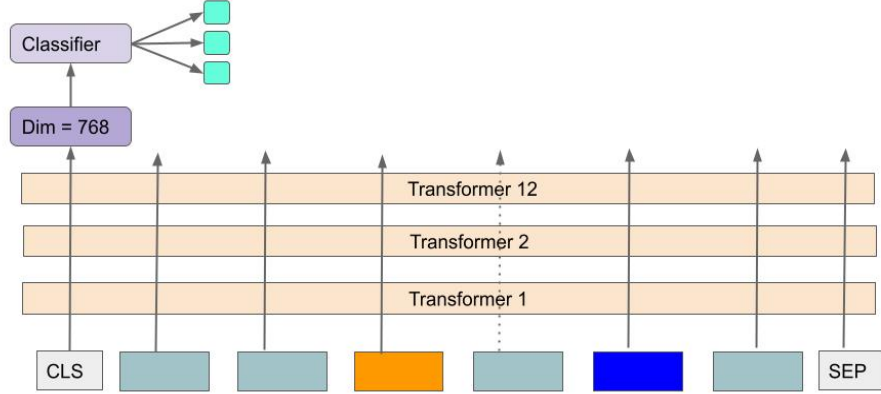 Classifier
Dim = 768
Transformer 12
Transformer 2
Transformer 1
CLS
SEP